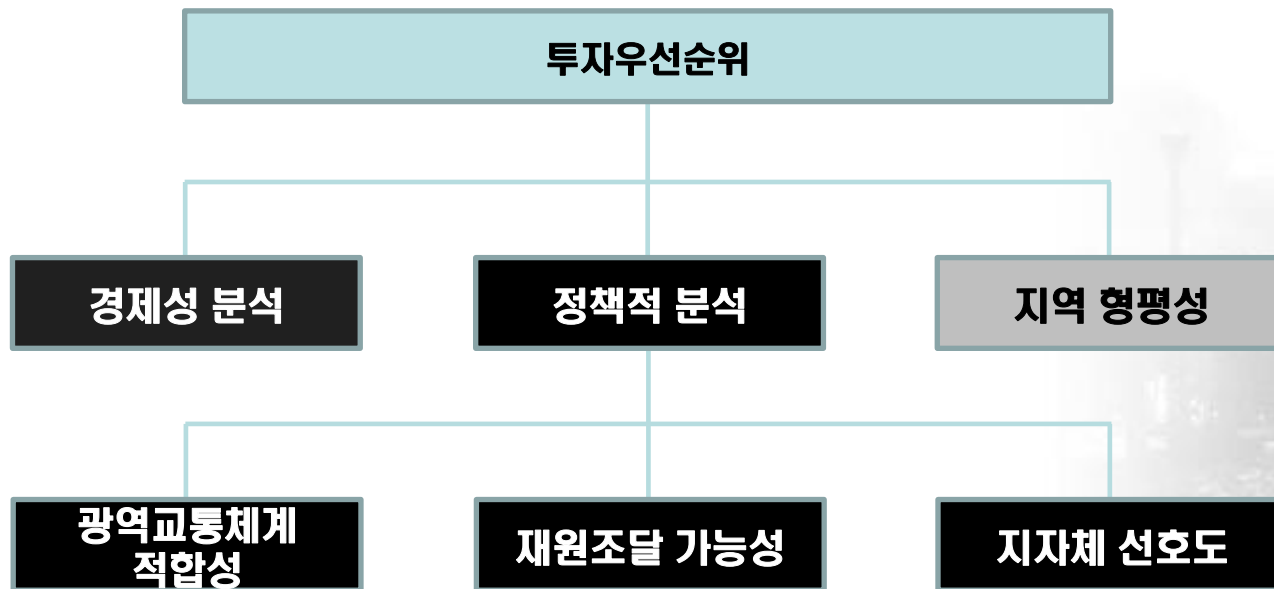 투자우선순위
경제성 분석
정책적 분석
지역 형평성
광역교통체계
적합성
재원조달 가능성
지자체 선호도